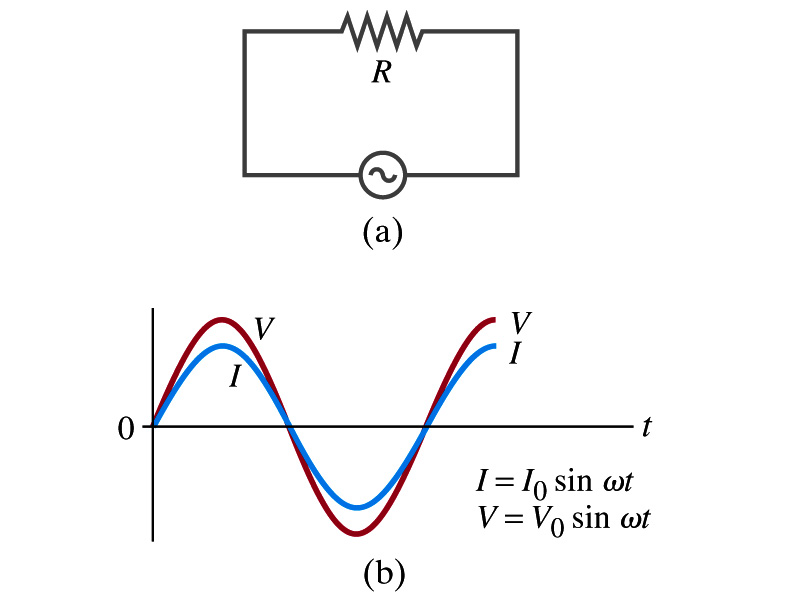 R
(a)
V
V
I
I
0
t
I = I₀ sin ωt
V = V₀ sin ωt
(b)